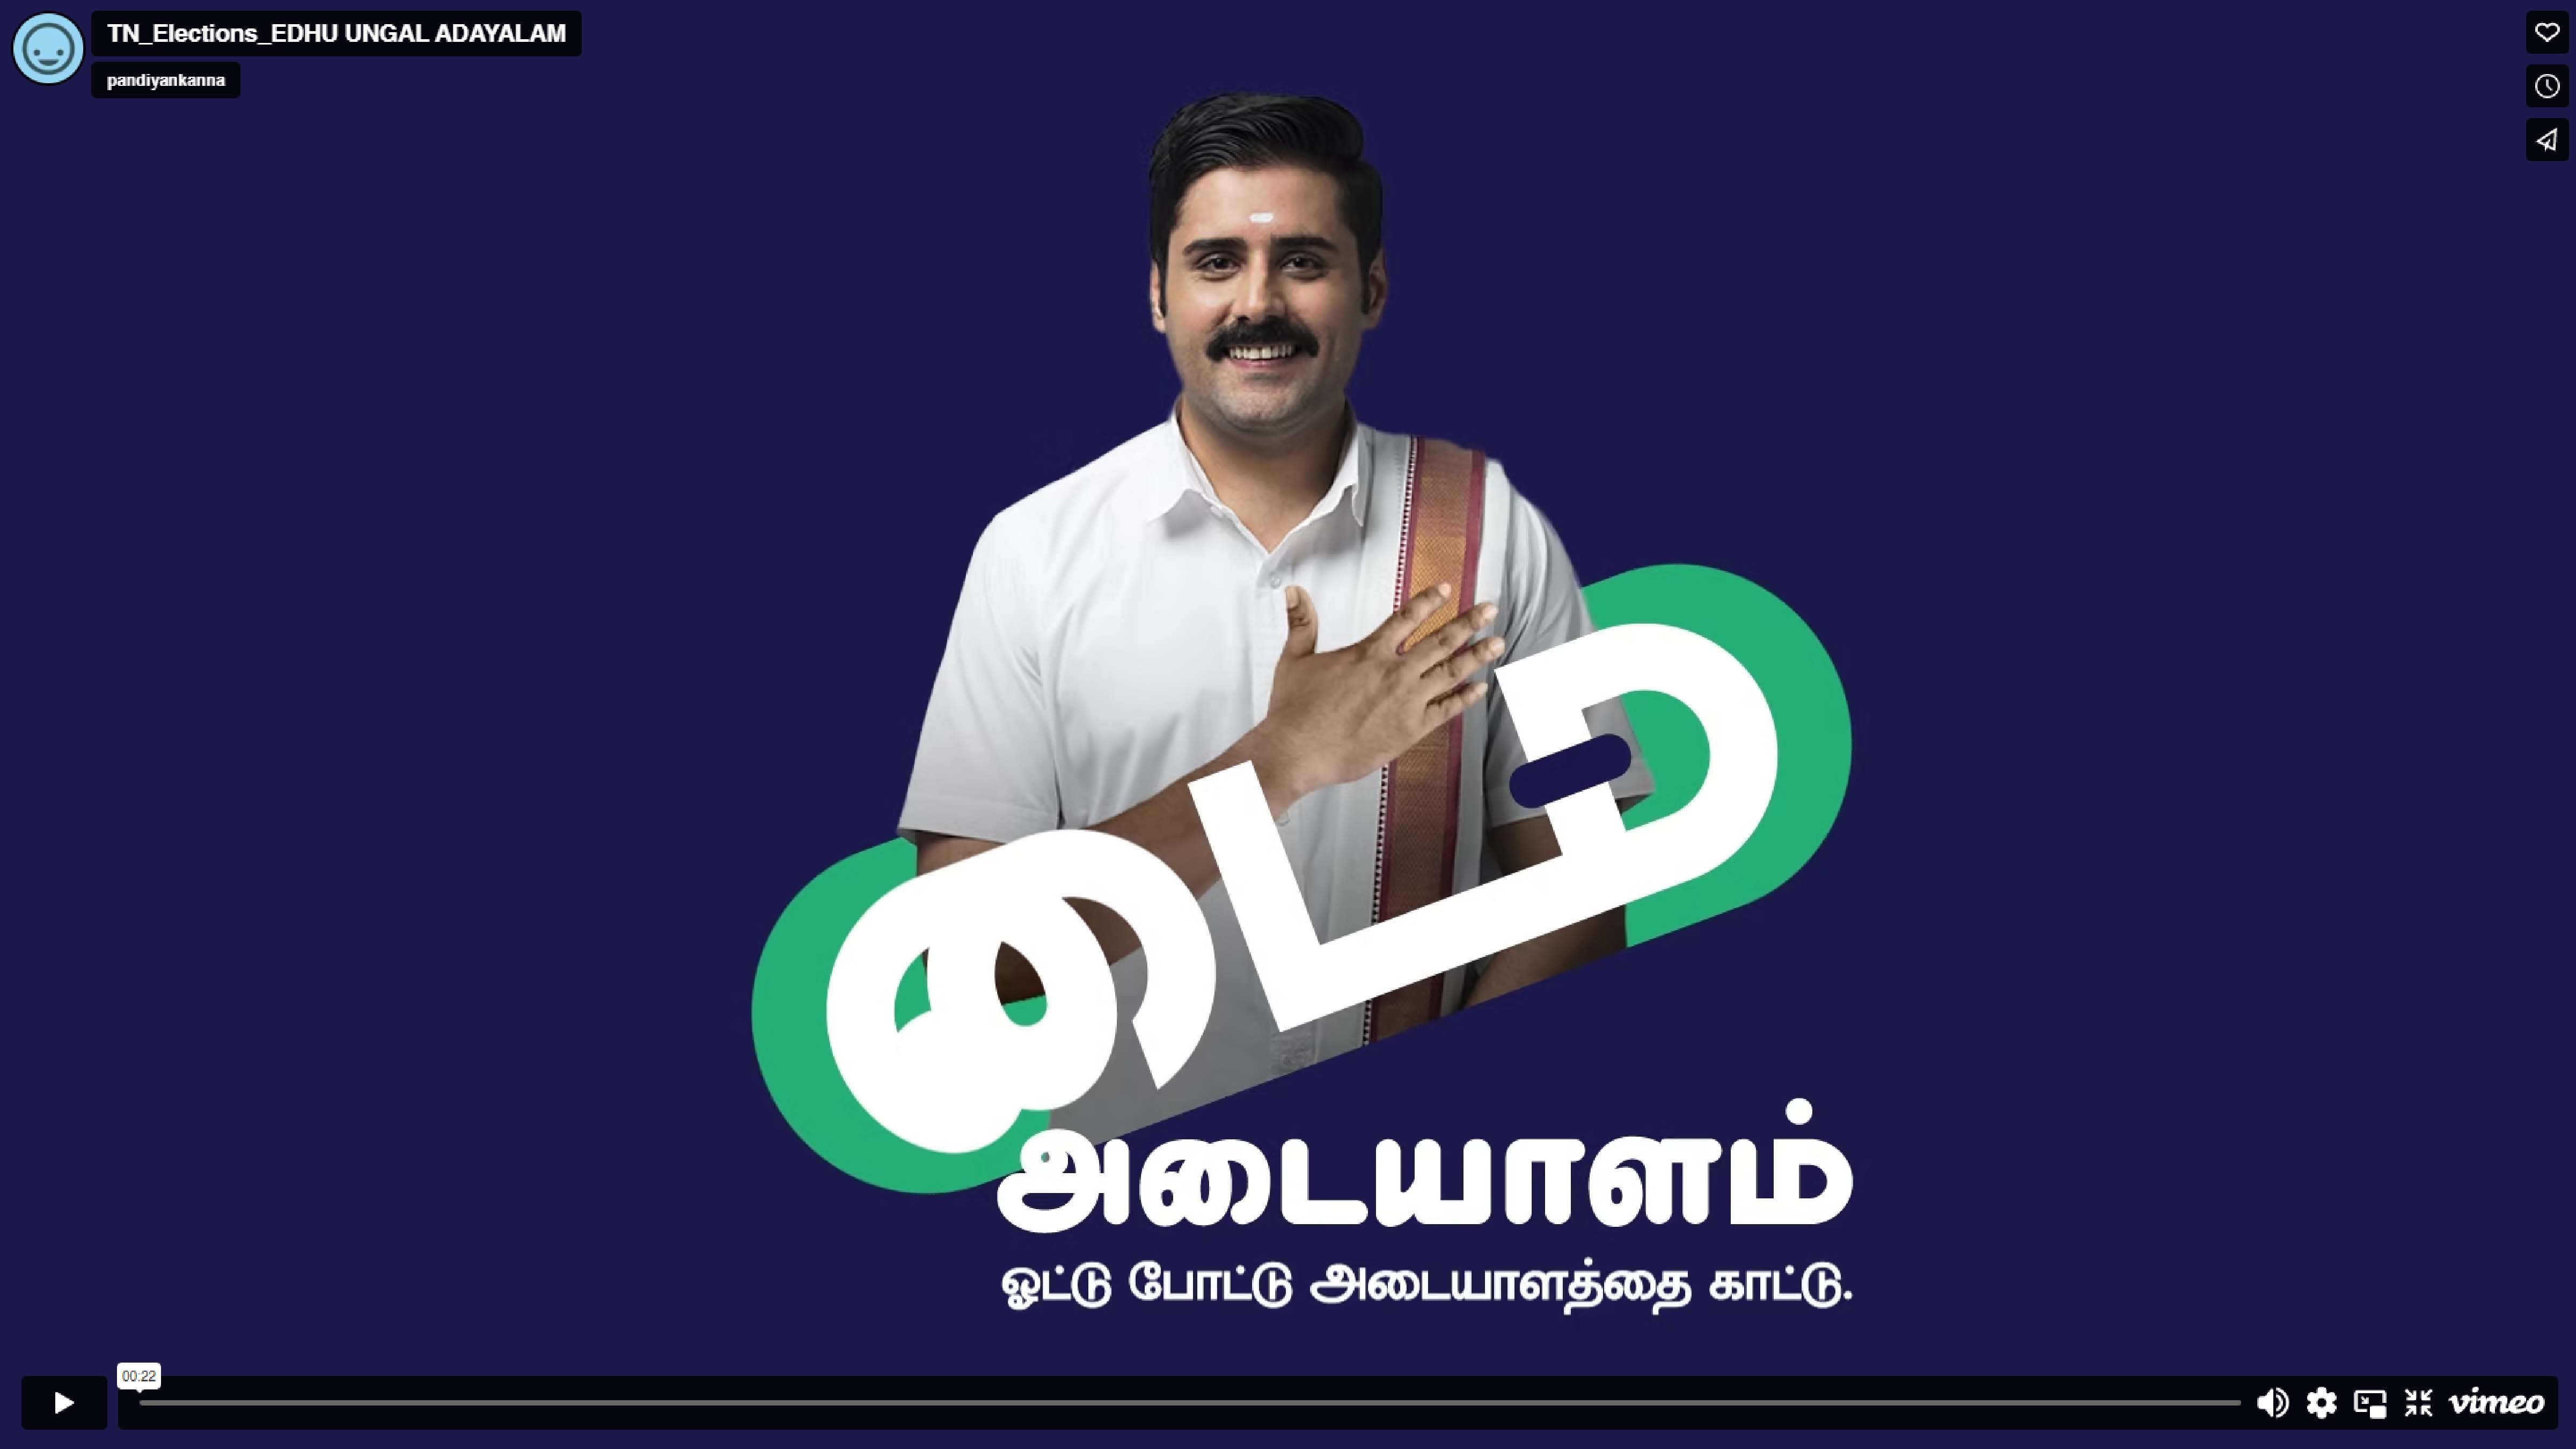 TN_Elections_EDHU UNGAL ADAYALAM
pandiyankanna
மை
அடையாளம்
ஓட்டு போட்டு அடையாளத்தை காட்டு.
00:22
vimeo